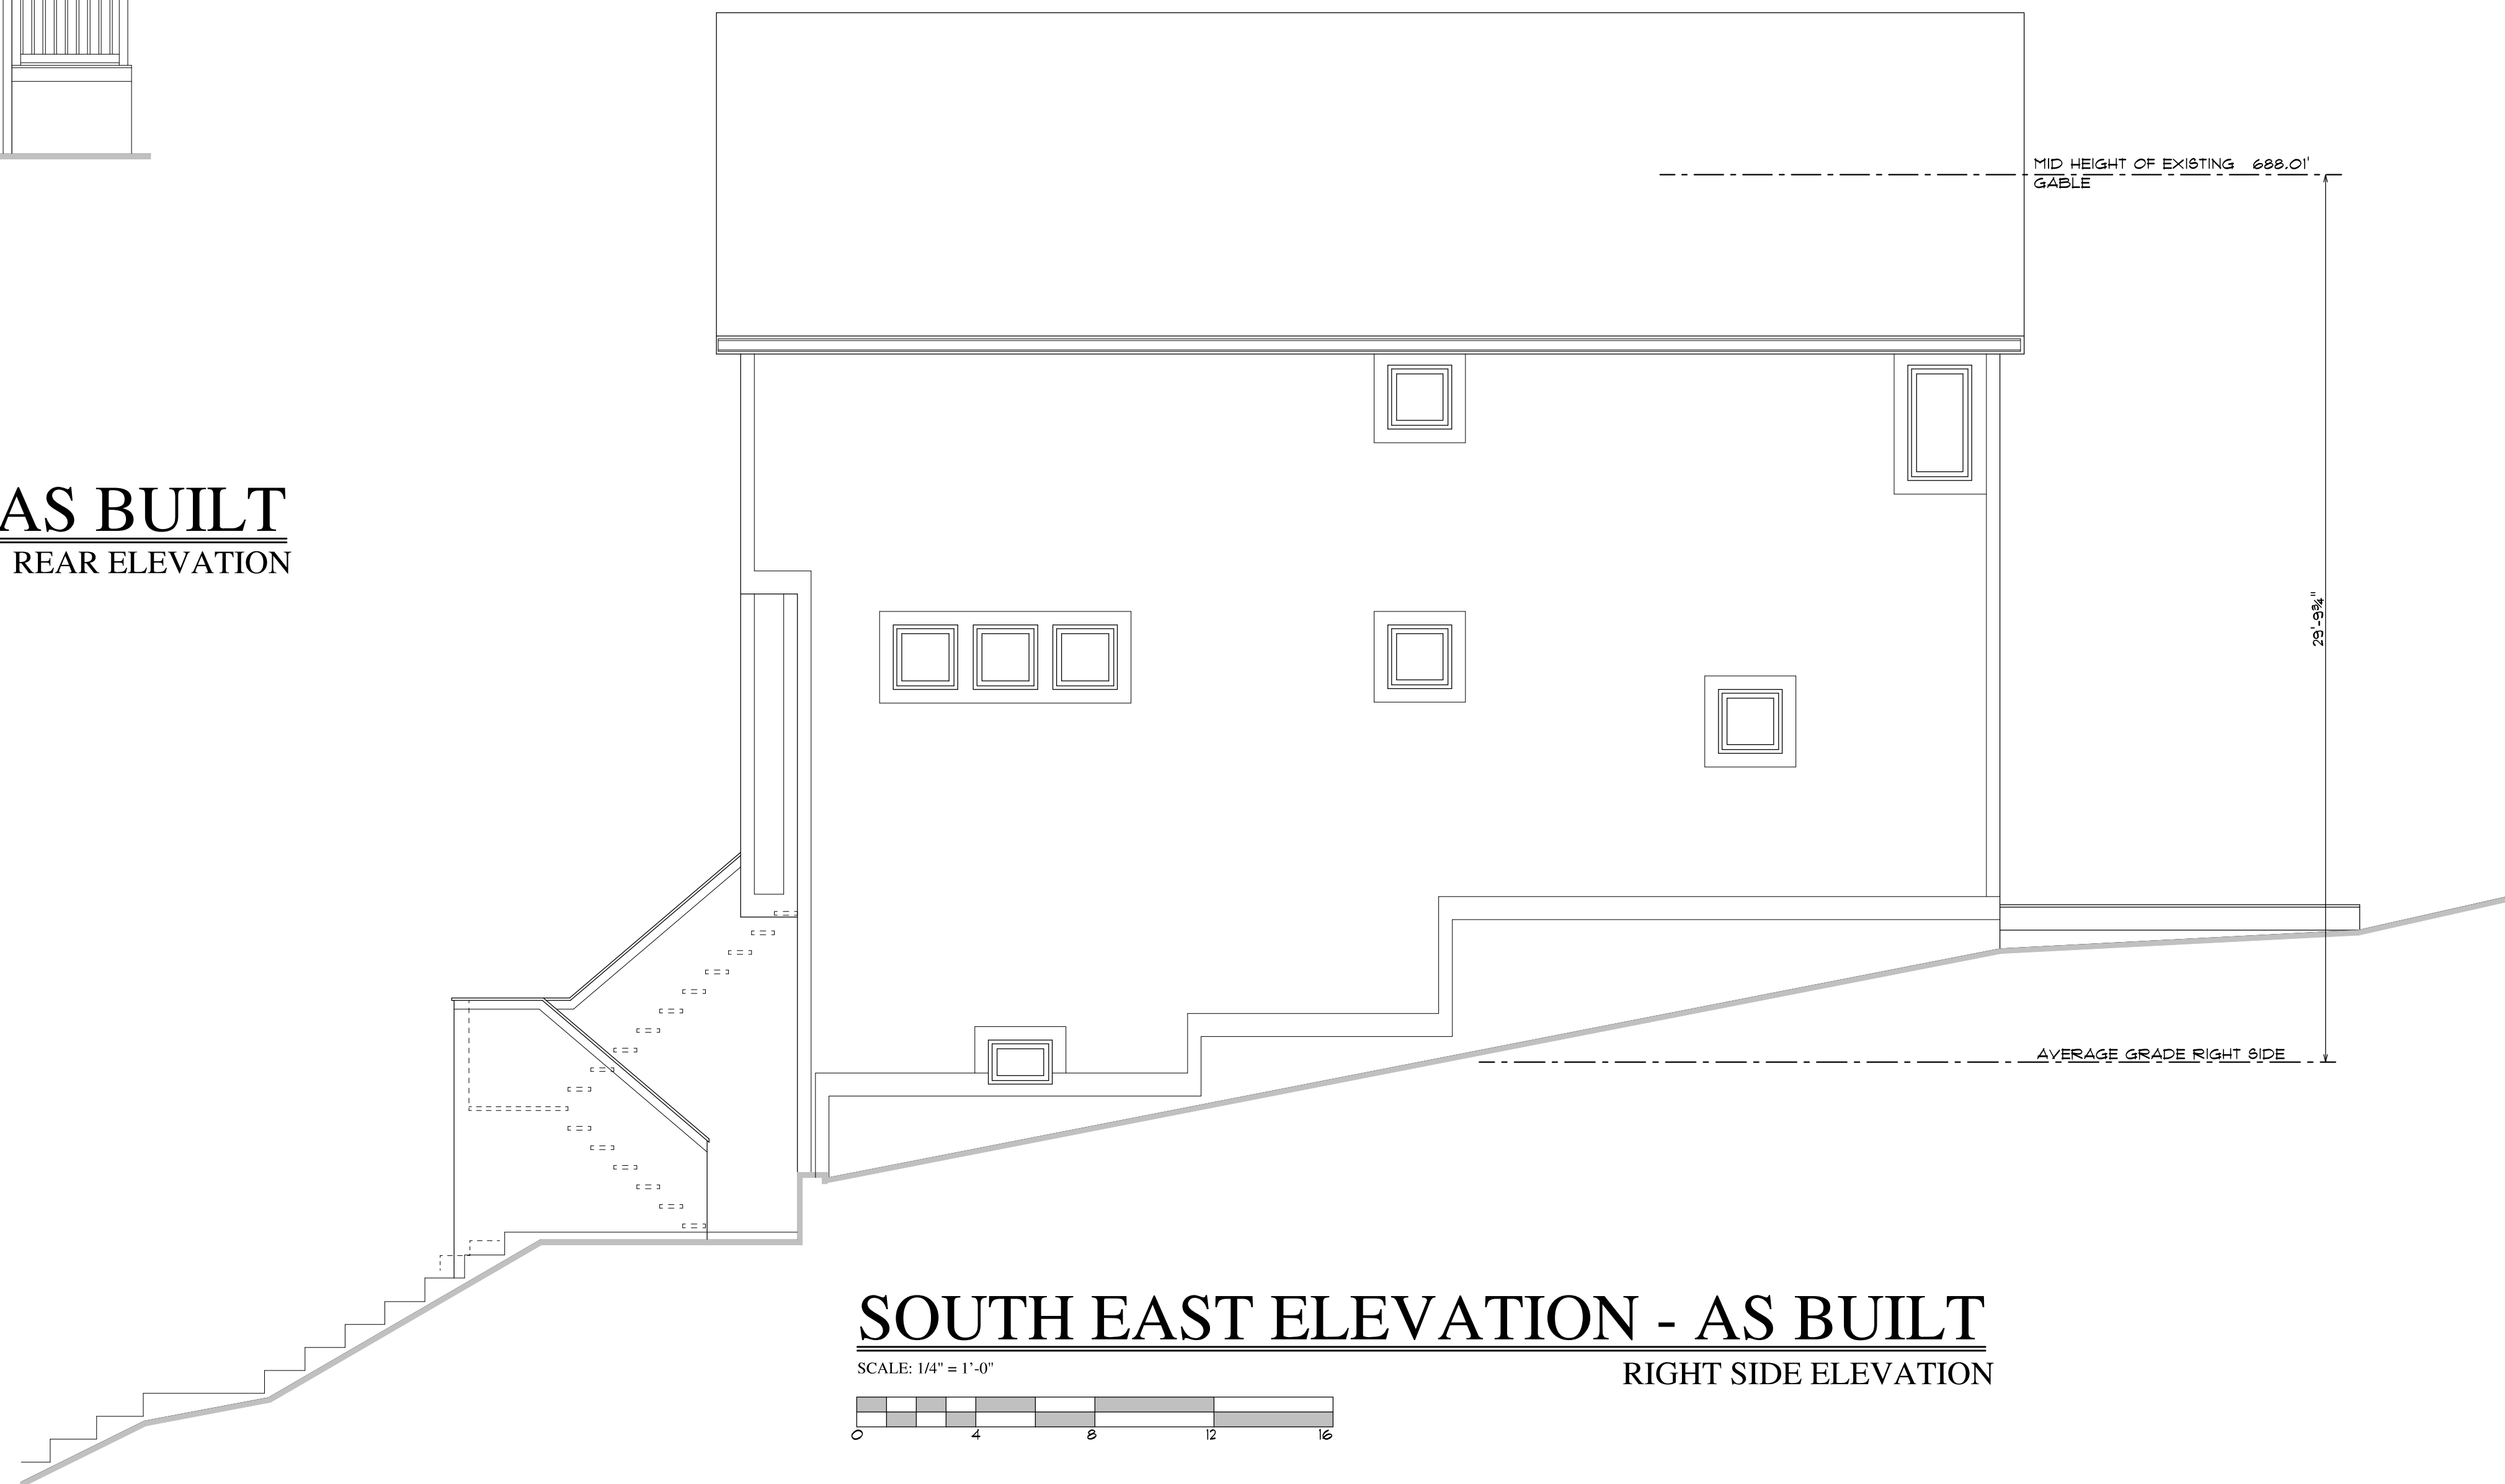 MID HEIGHT OF EXISTING 688.01'
GABLE
AS BUILT
REAR ELEVATION
29'-9¾"
AVERAGE GRADE RIGHT SIDE
SOUTH EAST ELEVATION - AS BUILT
SCALE: 1/4" = 1'-0"
RIGHT SIDE ELEVATION
0 4 8 12 16